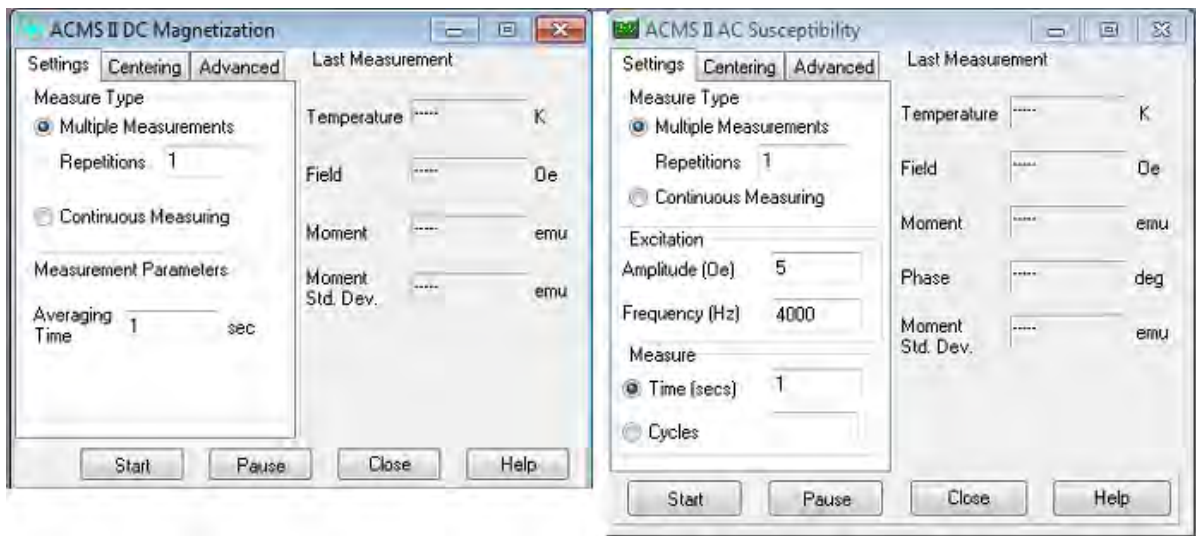 ACMS II DC Magnetization
Settings Centering Advanced
Measure Type
Multiple Measurements
Repetitions 1
Continuous Measuring
Measurement Parameters
Averaging Time 1 sec
Last Measurement
Temperature ----- K
Field ----- Oe
Moment ----- emu
Moment Std. Dev. ----- emu
Start Pause Close Help
ACMS II AC Susceptibility
Settings Centering Advanced
Measure Type
Multiple Measurements
Repetitions 1
Continuous Measuring
Excitation
Amplitude (Oe) 5
Frequency (Hz) 4000
Measure
Time (secs) 1
Cycles
Last Measurement
Temperature ----- K
Field ----- Oe
Moment ----- emu
Phase ----- deg
Moment Std. Dev. ----- emu
Start Pause Close Help